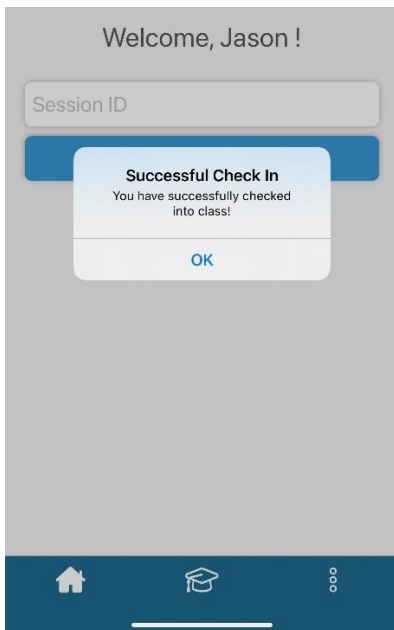 Welcome, Jason !
Session ID
Successful Check In
You have successfully checked
into class!
OK